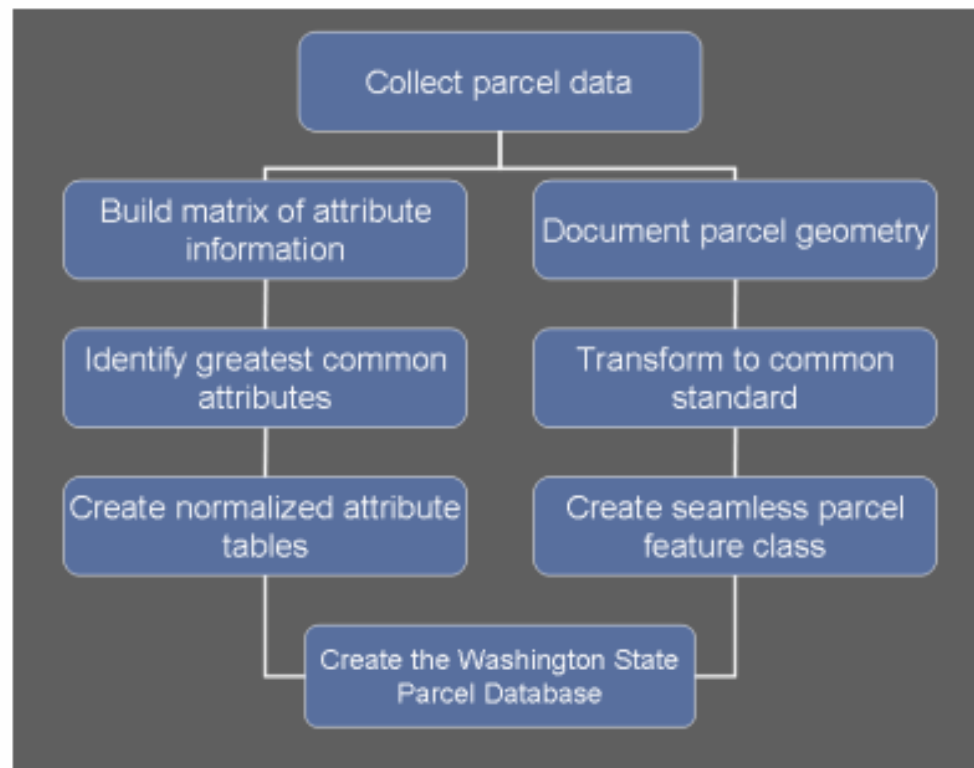 Collect parcel data
Build matrix of attribute
information
Document parcel geometry
Identify greatest common
attributes
Transform to common
standard
Create normalized attribute
tables
Create seamless parcel
feature class
Create the Washington State
Parcel Database